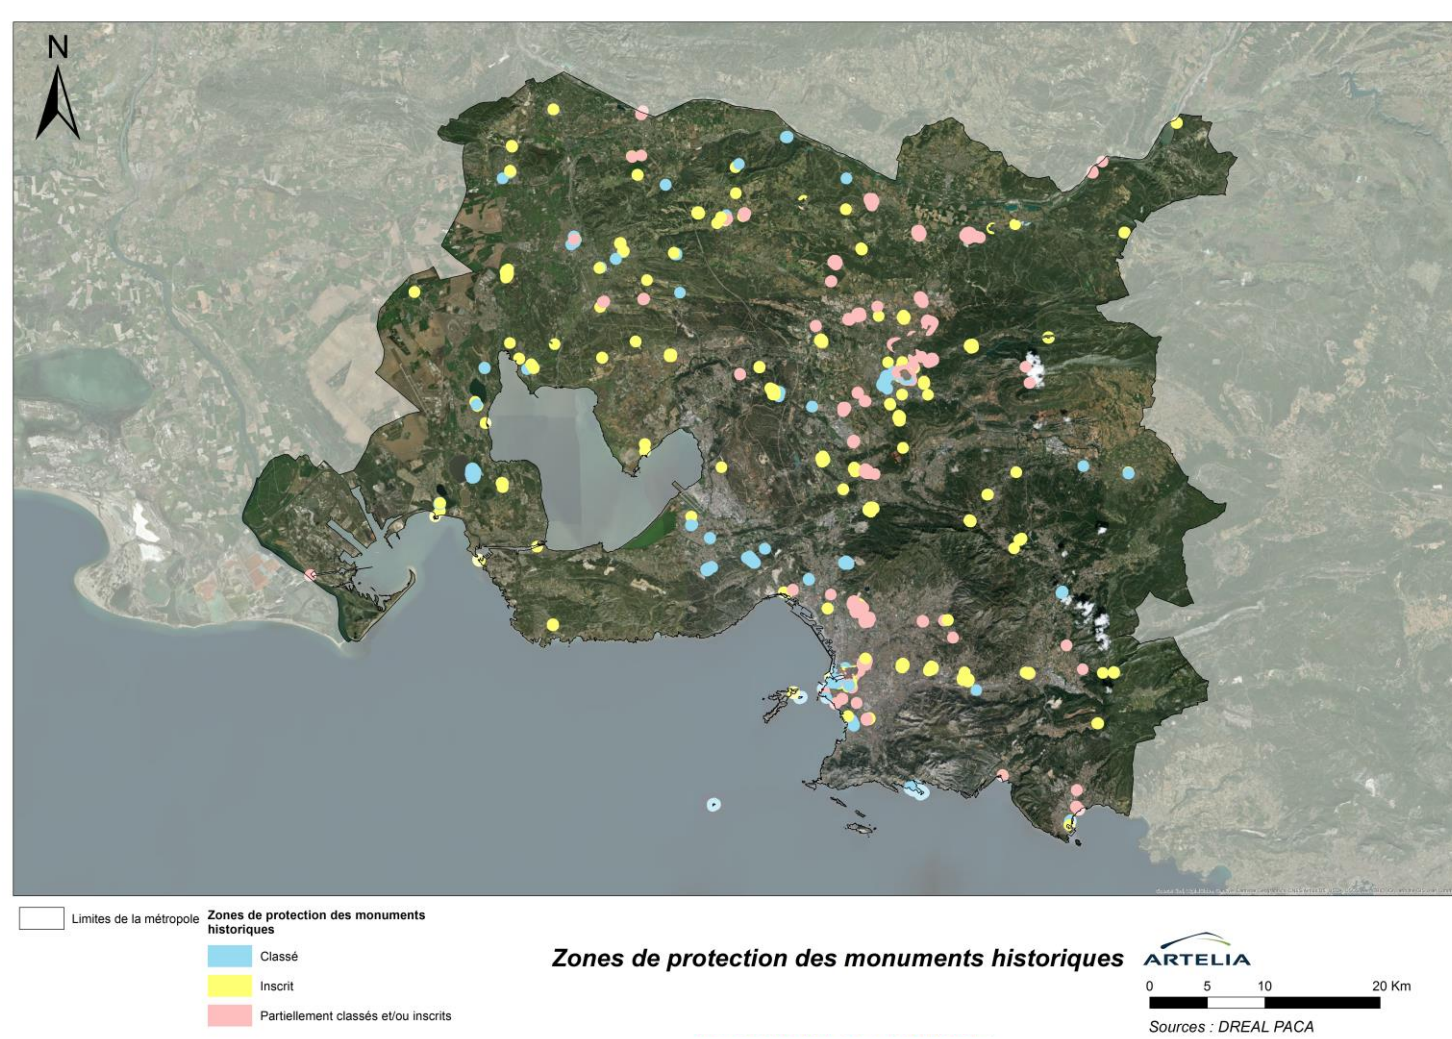 N
Limites de la métropole
Zones de protection des monuments
historiques
Classé
Inscrit
Partiellement classés et/ou inscrits
Zones de protection des monuments historiques
ARTELIA
0 5 10 20 Km
Sources : DREAL PACA